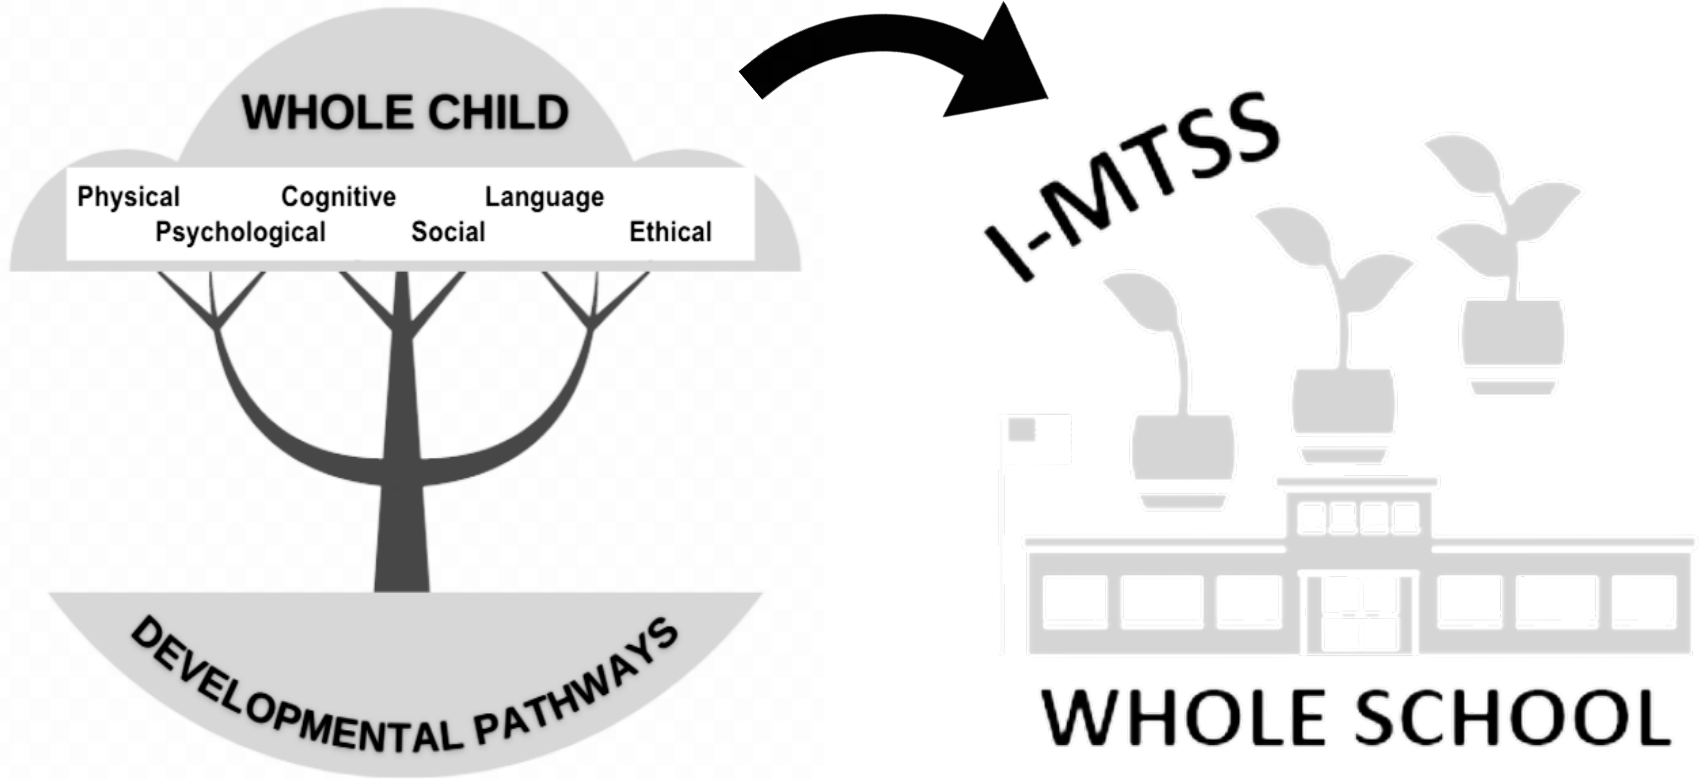 WHOLE CHILD
Physical Cognitive Language
Psychological Social Ethical
DEVELOPMENTAL PATHWAYS
I-MTSS
WHOLE SCHOOL